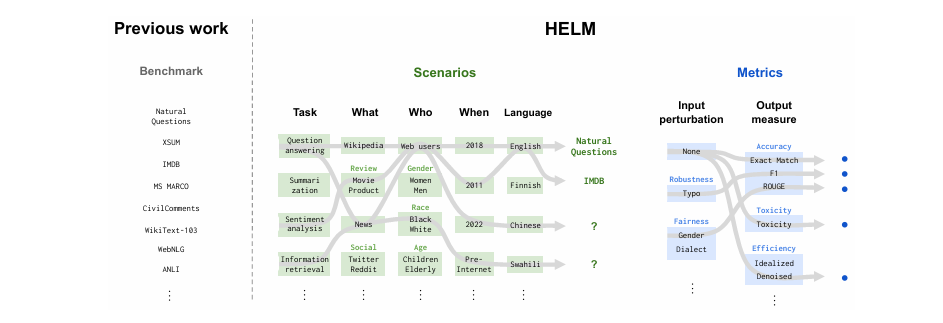 Previous work
HELM
Benchmark
Scenarios
Metrics
Natural
Questions
XSUM
IMDB
MS MARCO
CivilComments
WikiText-103
WebNLG
ANLI
⋮
Task
What
Who
When
Language
Question
answering
Wikipedia
Web users
2018
English
Natural
Questions
Review
Gender
Summari
zation
Movie
Product
Women
Men
2011
Finnish
IMDB
Race
Sentiment
analysis
News
Black
White
2022
Chinese
?
Social
Age
Information
retrieval
Twitter
Reddit
Children
Elderly
Pre-
Internet
Swahili
?
⋮ ⋮ ⋮ ⋮ ⋮
Input
perturbation
None
Robustness
Typo
Fairness
Gender
Dialect
⋮
Output
measure
Accuracy
Exact Match
F1
ROUGE
Toxicity
Toxicity
Efficiency
Idealized
Denoised
⋮